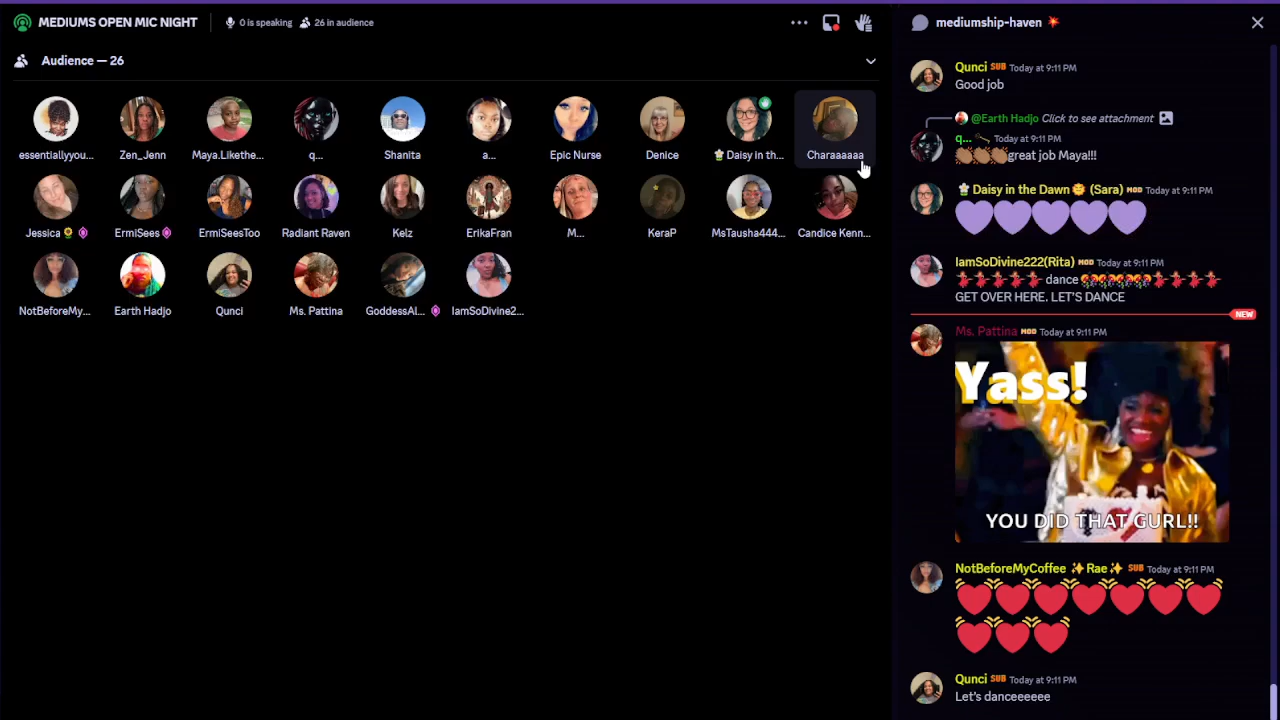 MEDIUMS OPEN MIC NIGHT
0 is speaking
26 in audience
Audience — 26
essentiallyyou...
Zen_Jenn
Maya.Likethe...
q...
Shanita
a...
Epic Nurse
Denice
Daisy in th...
Charaaaaaa
Jessica
ErmiSees
ErmiSeesToo
Radiant Raven
Kelz
ErikaFran
M...
KeraP
MsTausha444...
Candice Kenn...
NotBeforeMy...
Earth Hadjo
Qunci
Ms. Pattina
GoddessAl...
IamSoDivine2...
mediumship-haven
Qunci SUB Today at 9:11 PM
Good job
@Earth Hadjo Click to see attachment
q... Today at 9:11 PM
👏🏾👏🏾👏🏾great job Maya!!!
Daisy in the Dawn🌞 (Sara) MOD Today at 9:11 PM
💜💜💜💜💜
IamSoDivine222(Rita) MOD Today at 9:11 PM
💃🏾💃🏾💃🏾💃🏾💃🏾 dance 💃🏾💃🏾💃🏾💃🏾
GET OVER HERE. LET'S DANCE
NEW
Ms. Pattina MOD Today at 9:11 PM
Yass!
YOU DID THAT GURL!!
NotBeforeMyCoffee ✨Rae✨ SUB Today at 9:11 PM
💓💓💓💓💓💓💓
💓💓💓
Qunci SUB Today at 9:11 PM
Let's danceeeeee